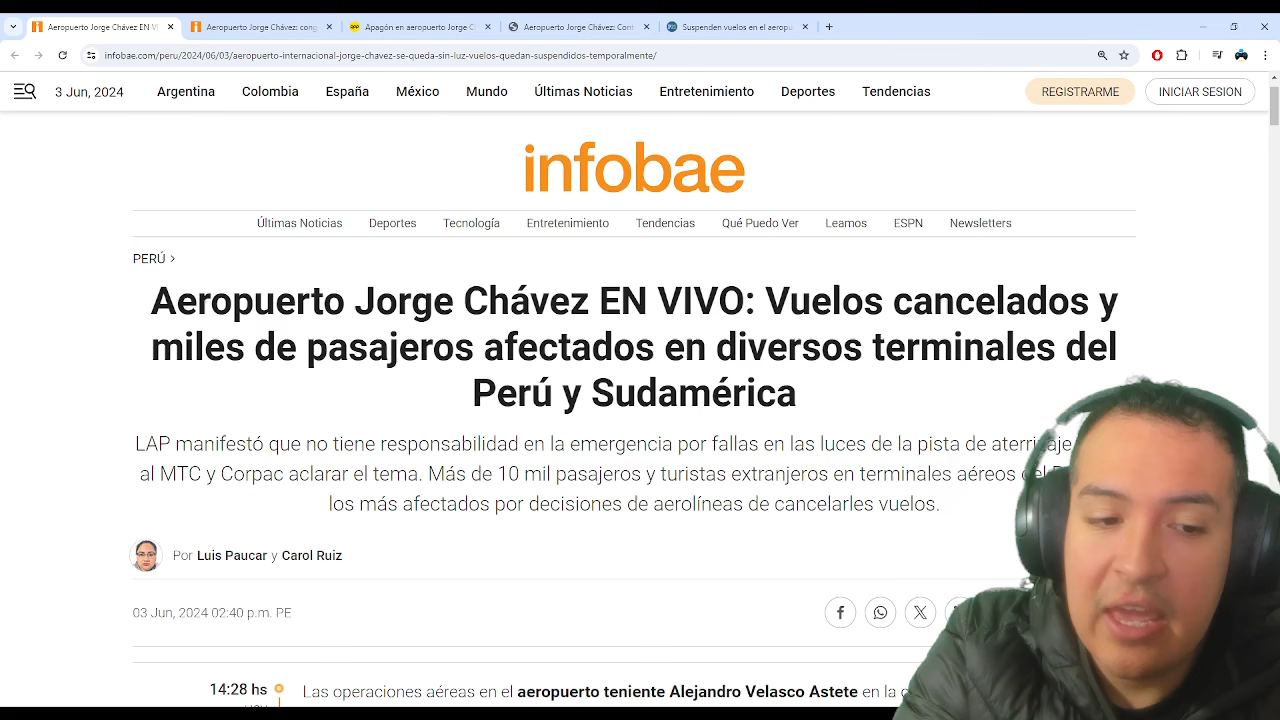 Aeropuerto Jorge Chávez EN VI
Aeropuerto Jorge Chávez: cong
Apagón en aeropuerto Jorge C
Aeropuerto Jorge Chávez: Cont
Suspenden vuelos en el aeropu
infobae.com/peru/2024/06/03/aeropuerto-internacional-jorge-chavez-se-queda-sin-luz-vuelos-quedan-suspendidos-temporalmente/
3 Jun, 2024 Argentina Colombia España México Mundo Últimas Noticias Entretenimiento Deportes Tendencias REGISTRARME INICIAR SESION
infobae
Últimas Noticias Deportes Tecnología Entretenimiento Tendencias Qué Puedo Ver Leamos ESPN Newsletters
PERÚ >
Aeropuerto Jorge Chávez EN VIVO: Vuelos cancelados y
miles de pasajeros afectados en diversos terminales del
Perú y Sudamérica
LAP manifestó que no tiene responsabilidad en la emergencia por fallas en las luces de la pista de aterrizaje
al MTC y Corpac aclarar el tema. Más de 10 mil pasajeros y turistas extranjeros en terminales aéreos del
los más afectados por decisiones de aerolíneas de cancelarles vuelos.
Por Luis Paucar y Carol Ruiz
03 Jun, 2024 02:40 p.m. PE
14:28 hs
Las operaciones aéreas en el aeropuerto teniente Alejandro Velasco Astete en la